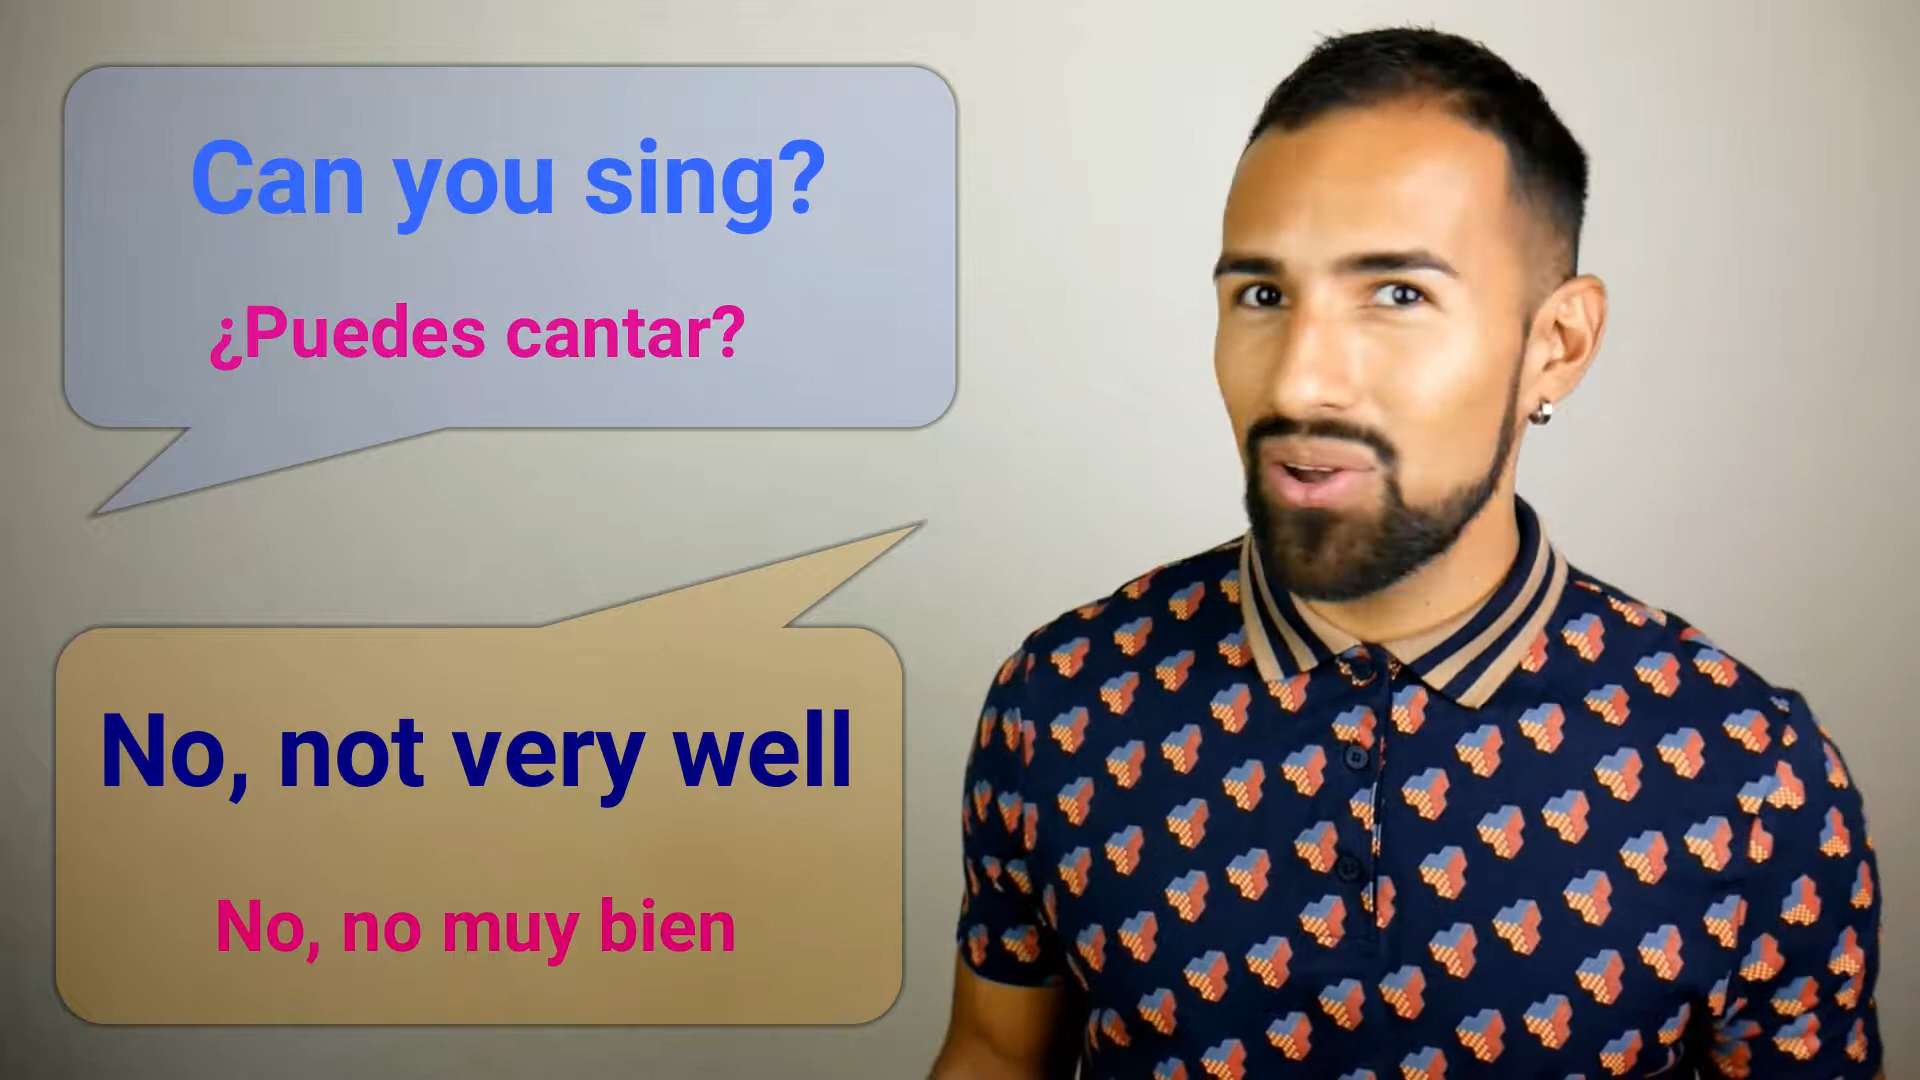 Can you sing?
¿Puedes cantar?
No, not very well
No, no muy bien